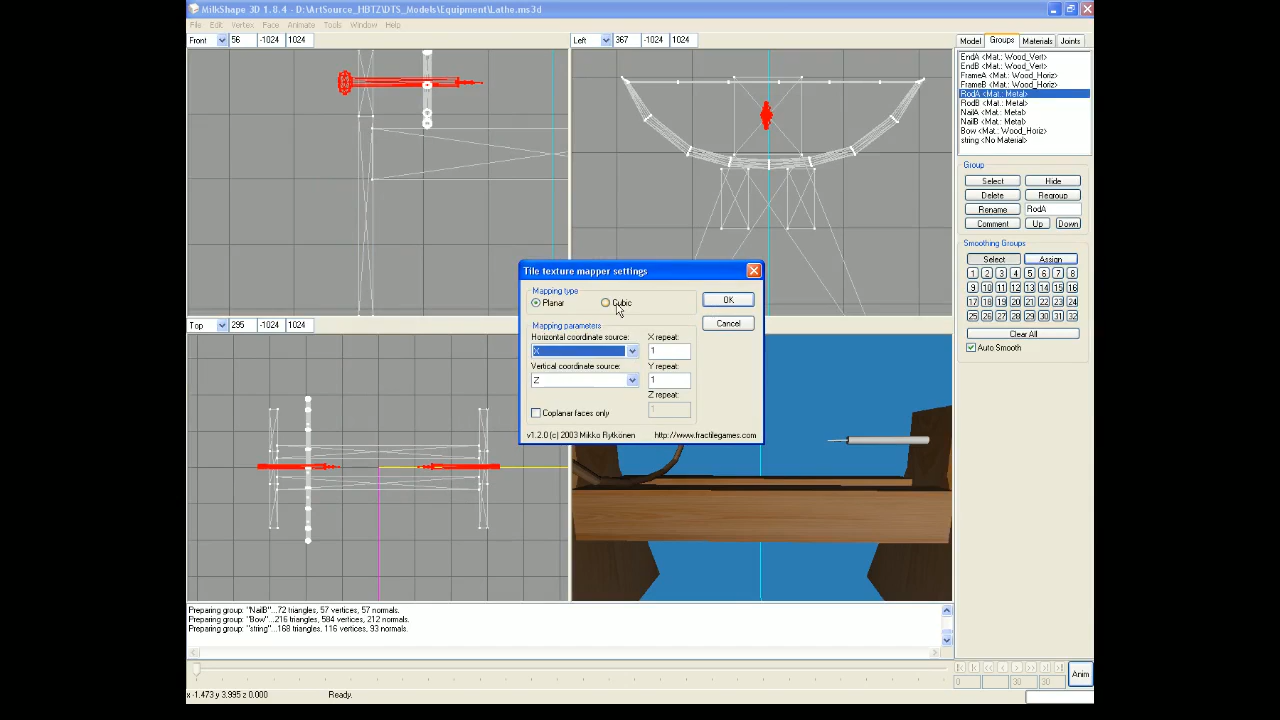 MilkShape 3D 1.8.4 - D:\ArtSource_HBTZ\DTS_Models\Equipment\Lathe.ms3d
File Edit Vertex Face Animate Tools Window Help
Front 56 -1024 1024
Left 367 -1024 1024
Model Groups Materials Joints
EndA <Mat.: Wood_Vert>
EndB <Mat.: Wood_Vert>
FrameA <Mat.: Wood_Horiz>
FrameB <Mat.: Wood_Horiz>
RodA <Mat.: Metal>
RodB <Mat.: Metal>
NailA <Mat.: Metal>
NailB <Mat.: Metal>
Bow <Mat.: Wood_Horiz>
string <No Material>
Group
Select Hide
Delete Regroup
Rename RodA
Comment Up Down
Smoothing Groups
Select Assign
1 2 3 4 5 6 7 8
9 10 11 12 13 14 15 16
17 18 19 20 21 22 23 24
25 26 27 28 29 30 31 32
Clear All
Auto Smooth
Tile texture mapper settings
Mapping type
Planar Cubic
OK
Cancel
Mapping parameters
Horizontal coordinate source: X repeat:
X 1
Vertical coordinate source: Y repeat:
Z 1
Z repeat:
1
Coplanar faces only
v1.2.0 (c) 2003 Mikko Rytkönen http://www.fractilegames.com
Top 295 -1024 1024
Preparing group: "NailB"...72 triangles, 57 vertices, 57 normals.
Preparing group: "Bow"...216 triangles, 584 vertices, 212 normals.
Preparing group: "string"...168 triangles, 116 vertices, 93 normals.
0 30 30
Anim
x -1.473 y 3.995 z 0.000 Ready.